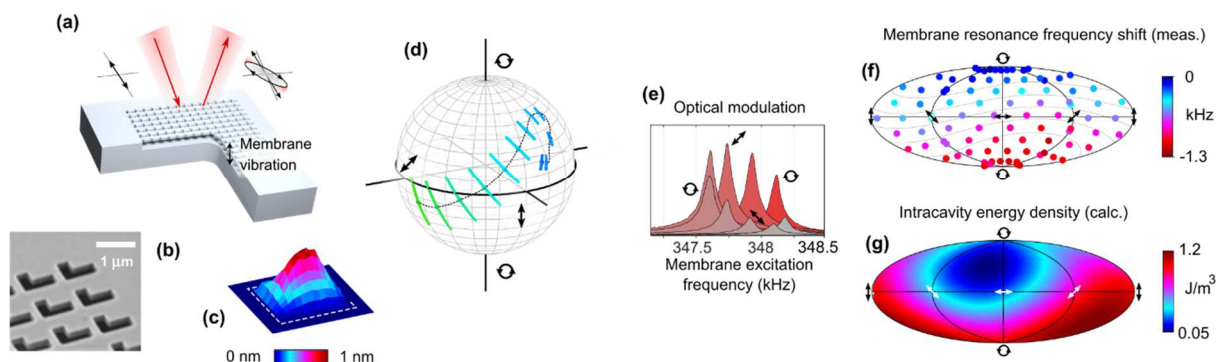 (a)
Membrane
vibration
1 μm
(b)
(c)
0 nm
1 nm
(d)
(e)
Optical modulation
347.5
348
348.5
Membrane excitation
frequency (kHz)
Membrane resonance frequency shift (meas.)
(f)
0
kHz
-1.3
Intracavity energy density (calc.)
(g)
1.2
J/m³
0.05